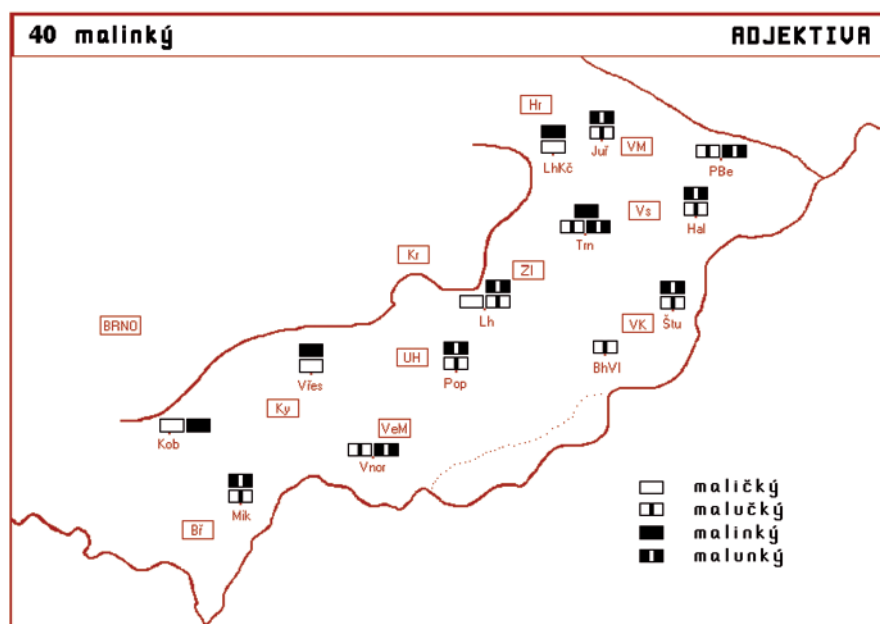 40 malinký ADJEKTIVA
Hr
LhKč
Juř
VM
PBe
Vs
Hal
Trn
Kr
Zl
BRNO
Lh
VK
Štu
Vřes
UH
Pop
BhVl
Ky
Kob
VeM
Vnor
Mik
Bř
maličký
malučký
malinký
malunký